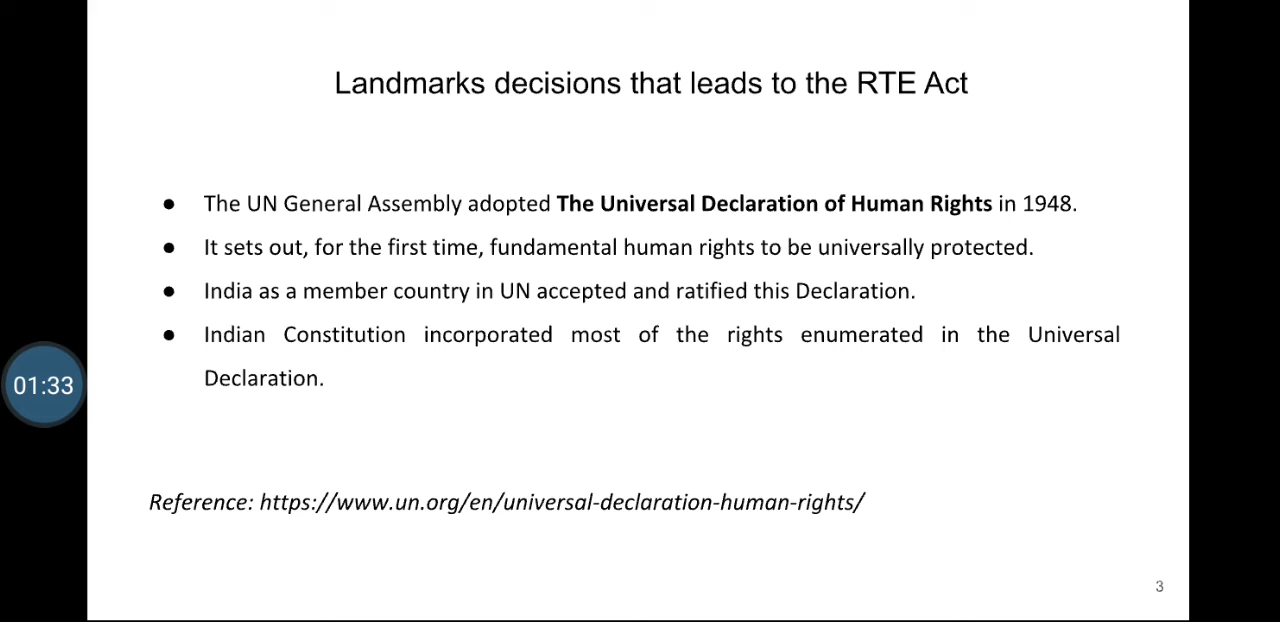 Landmarks decisions that leads to the RTE Act
● The UN General Assembly adopted The Universal Declaration of Human Rights in 1948.
● It sets out, for the first time, fundamental human rights to be universally protected.
● India as a member country in UN accepted and ratified this Declaration.
● Indian Constitution incorporated most of the rights enumerated in the Universal
Declaration.
01:33
Reference: https://www.un.org/en/universal-declaration-human-rights/
3